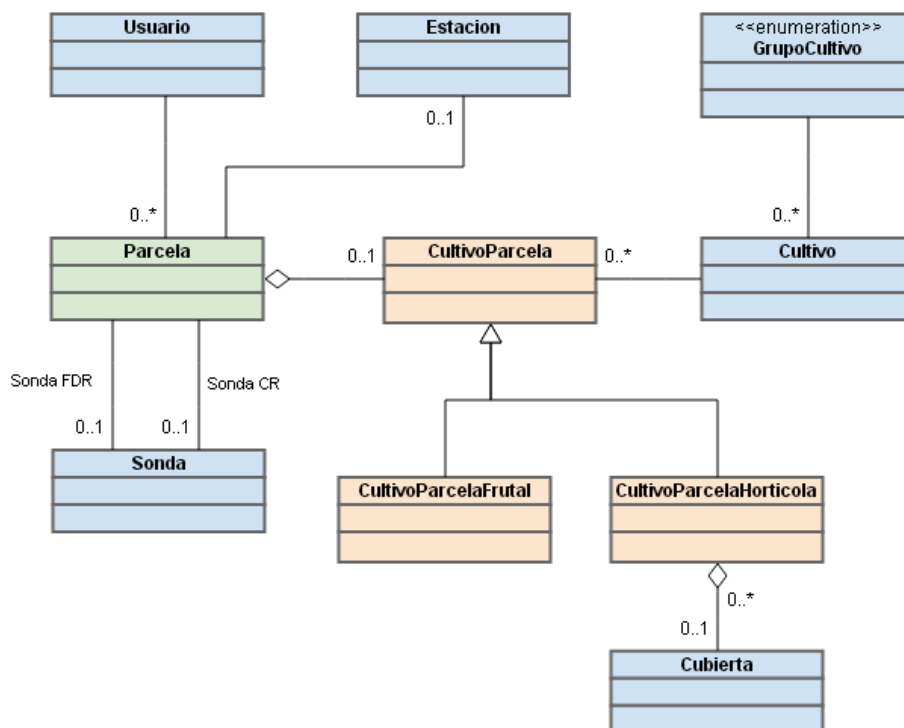 Usuario
Estacion
<<enumeration>>
GrupoCultivo
0..1
0..*
0..*
Parcela
0..1
CultivoParcela
0..*
Cultivo
Sonda FDR
Sonda CR
0..1
0..1
Sonda
CultivoParcelaFrutal
CultivoParcelaHorticola
0..*
0..1
Cubierta